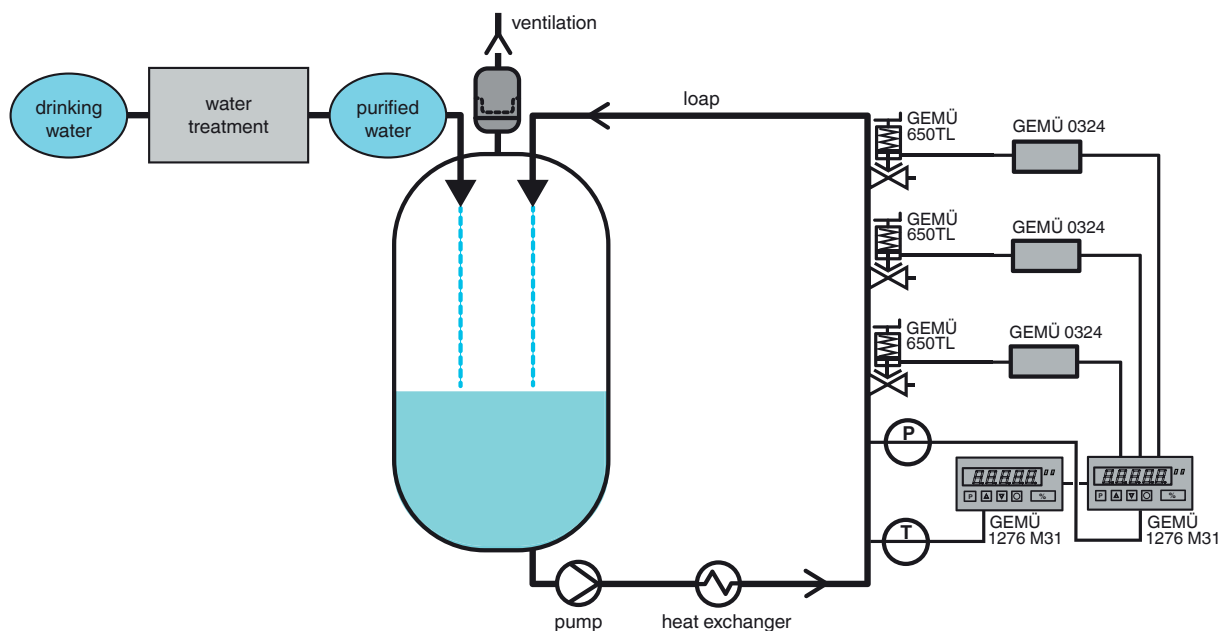 ventilation
drinking
water
water
treatment
purified
water
loap
GEMÜ
650TL
GEMÜ 0324
GEMÜ
650TL
GEMÜ 0324
GEMÜ
650TL
GEMÜ 0324
P
T
P
%
P
%
GEMÜ
1276 M31
GEMÜ
1276 M31
pump
heat exchanger